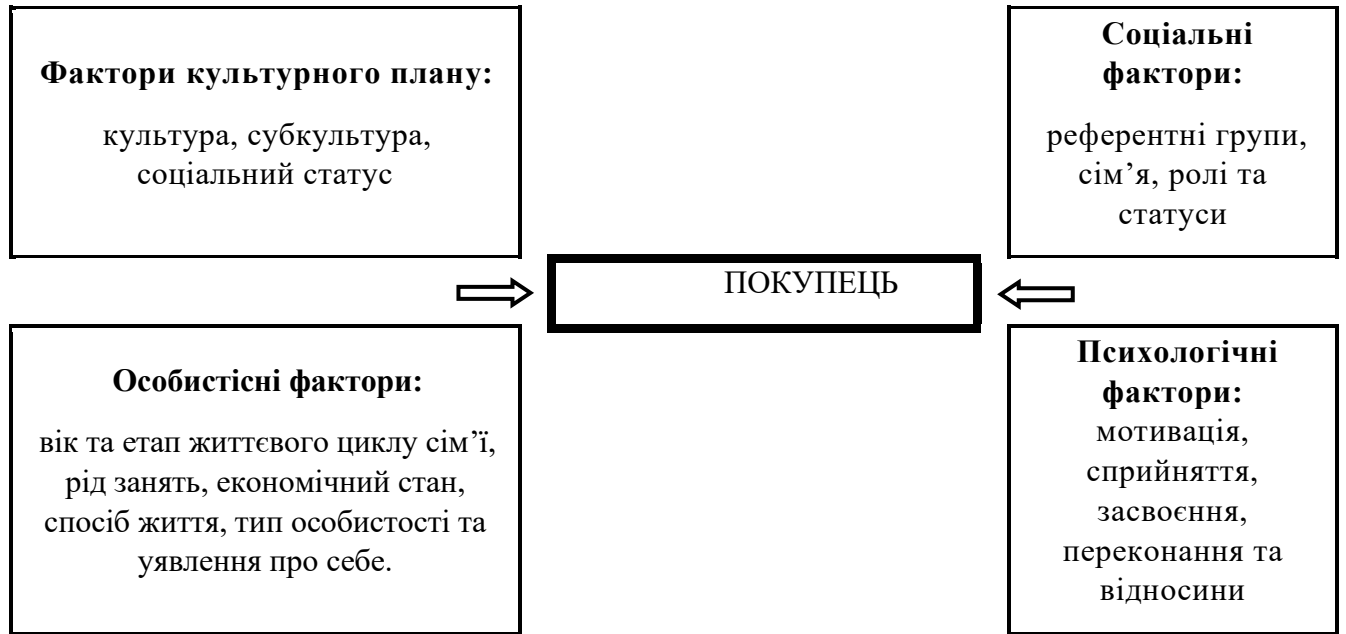 Фактори культурного плану:
культура, субкультура,
соціальний статус
Соціальні
фактори:
референтні групи,
сім’я, ролі та
статуси
ПОКУПЕЦЬ
Особистісні фактори:
вік та етап життєвого циклу сім’ї,
рід занять, економічний стан,
спосіб життя, тип особистості та
уявлення про себе.
Психологічні
фактори:
мотивація,
сприйняття,
засвоєння,
переконання та
відносини